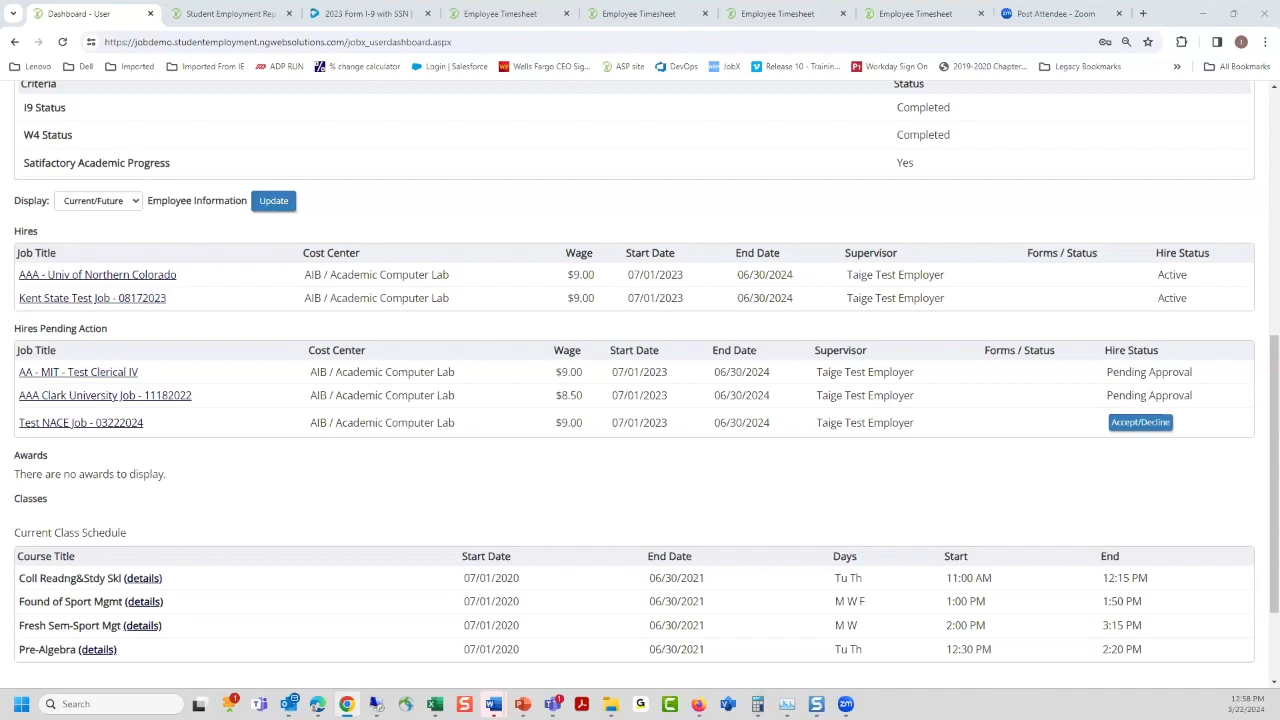 Dashboard - User
Student Employment Rep
2023 Form I-9 with SSN |
Employee Timesheet
Employee Timesheet
Employee Timesheet
Employee Timesheet
Post Attendee - Zoom
https://jobdemo.studentemployment.ngwebsolutions.com/jobx_userdashboard.aspx
Lenovo
Dell
Imported
Imported From IE
ADP RUN
% change calculator
Login | Salesforce
Wells Fargo CEO Sig...
ASP site
DevOps
JobX
Release 10 - Trainin...
Workday Sign On
2019-2020 Chapter...
Legacy Bookmarks
All Bookmarks
Criteria Status
I9 Status Completed
W4 Status Completed
Satifactory Academic Progress Yes
Display: Current/Future Employee Information Update
Hires
Job Title Cost Center Wage Start Date End Date Supervisor Forms / Status Hire Status
AAA - Univ of Northern Colorado AIB / Academic Computer Lab $9.00 07/01/2023 06/30/2024 Taige Test Employer Active
Kent State Test Job - 08172023 AIB / Academic Computer Lab $9.00 07/01/2023 06/30/2024 Taige Test Employer Active
Hires Pending Action
Job Title Cost Center Wage Start Date End Date Supervisor Forms / Status Hire Status
AA - MIT - Test Clerical IV AIB / Academic Computer Lab $9.00 07/01/2023 06/30/2024 Taige Test Employer Pending Approval
AAA Clark University Job - 11182022 AIB / Academic Computer Lab $8.50 07/01/2023 06/30/2024 Taige Test Employer Pending Approval
Test NACE Job - 03222024 AIB / Academic Computer Lab $9.00 07/01/2023 06/30/2024 Taige Test Employer Accept/Decline
Awards
There are no awards to display.
Classes
Current Class Schedule
Course Title Start Date End Date Days Start End
Coll Readng&Stdy Skl (details) 07/01/2020 06/30/2021 Tu Th 11:00 AM 12:15 PM
Found of Sport Mgmt (details) 07/01/2020 06/30/2021 M W F 1:00 PM 1:50 PM
Fresh Sem-Sport Mgt (details) 07/01/2020 06/30/2021 M W 2:00 PM 3:15 PM
Pre-Algebra (details) 07/01/2020 06/30/2021 Tu Th 12:30 PM 2:20 PM
Search
12:58 PM
3/22/2024